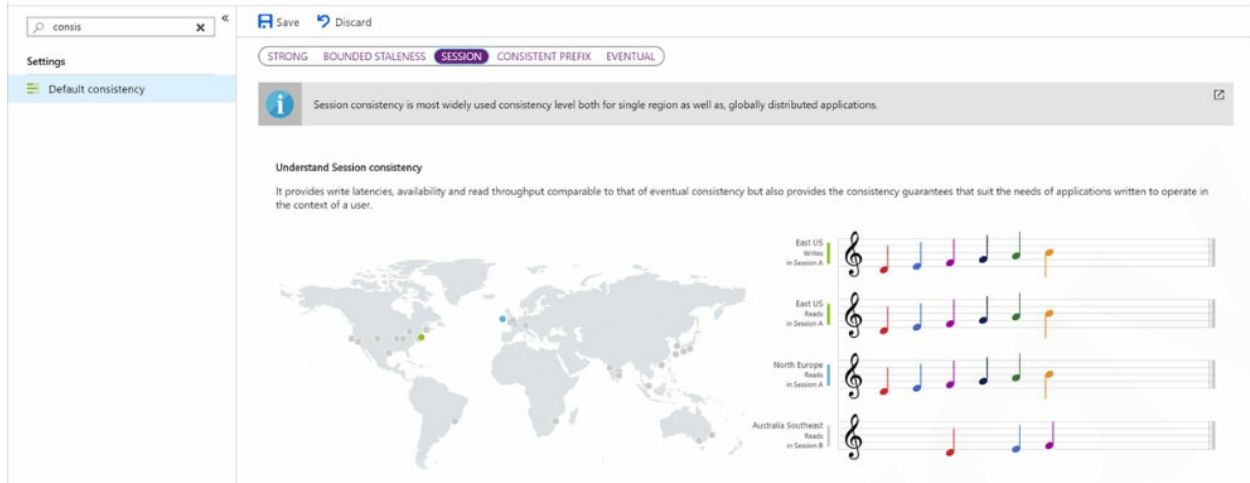 consis
Save Discard
Settings
Default consistency
STRONG BOUNDED STALENESS SESSION CONSISTENT PREFIX EVENTUAL
Session consistency is most widely used consistency level both for single region as well as, globally distributed applications.
Understand Session consistency
It provides write latencies, availability and read throughput comparable to that of eventual consistency but also provides the consistency guarantees that suit the needs of applications written to operate in
the context of a user.
East US
Writes
in Session A
East US
Reads
in Session A
North Europe
Reads
in Session A
Australia Southeast
Reads
in Session B